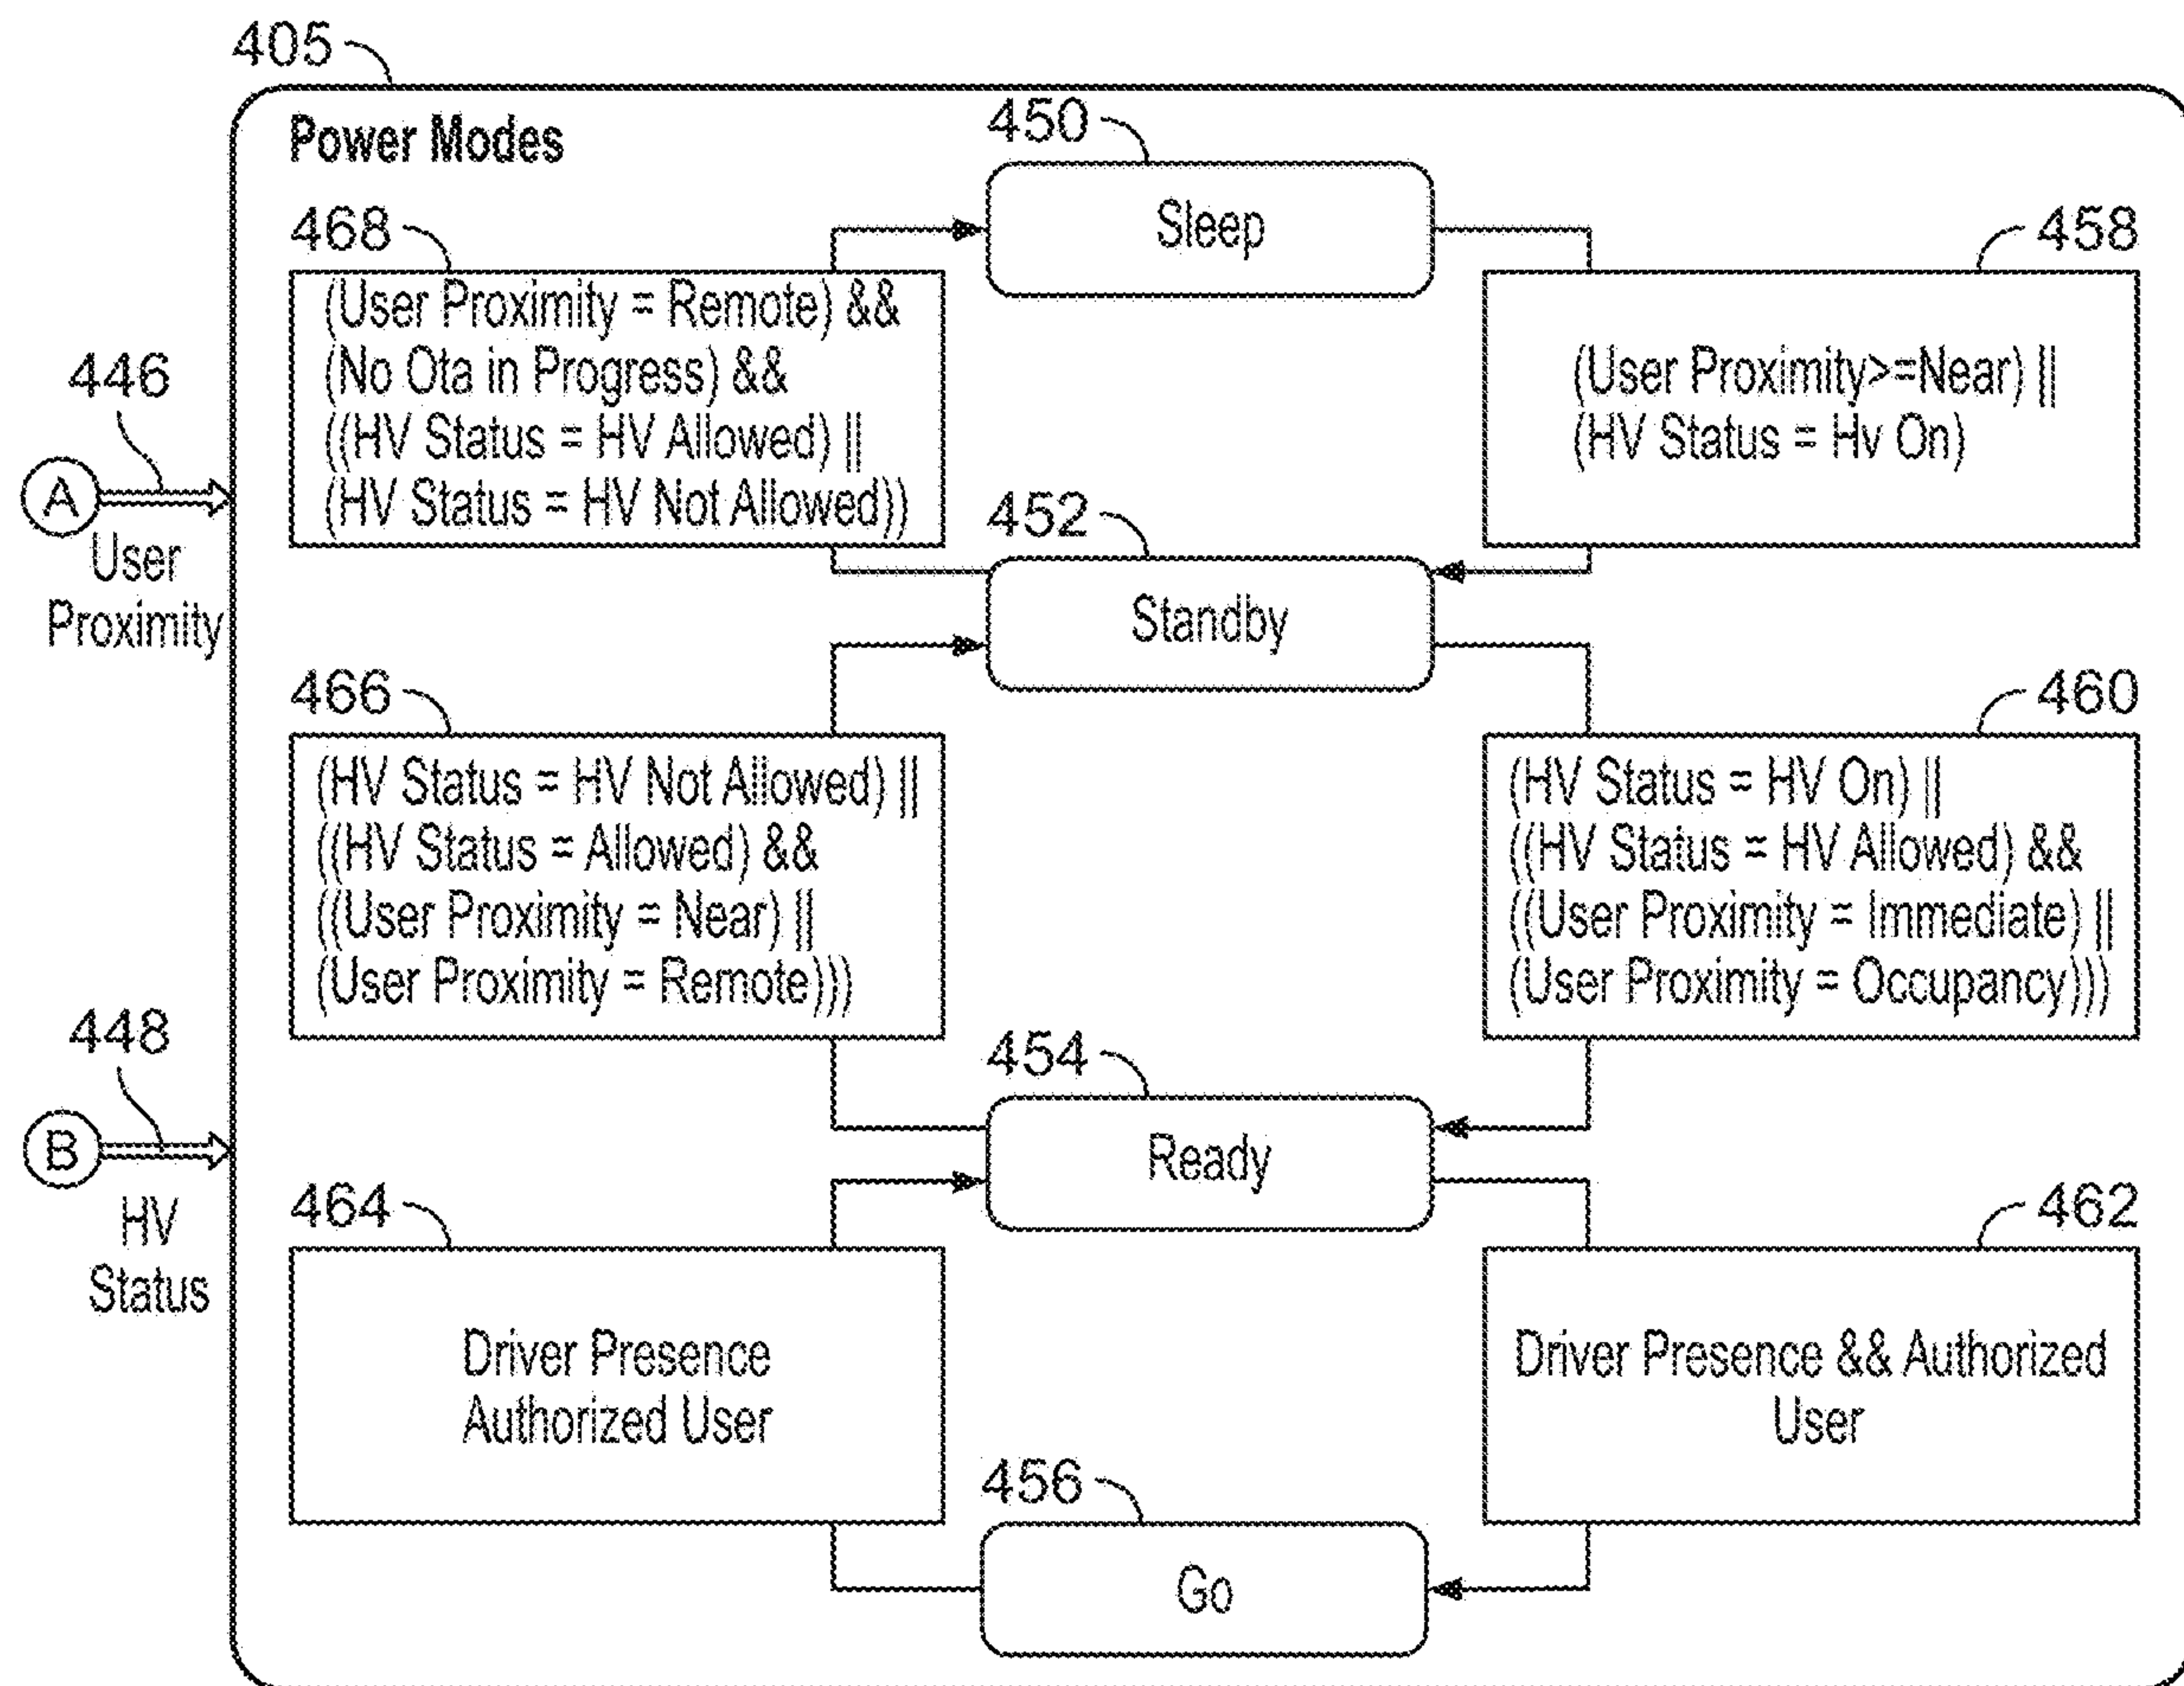 405
Power Modes
450
Sleep
468
458
(User Proximity = Remote) &&
(No Ota in Progress) &&
((HV Status = HV Allowed) ||
(HV Status = HV Not Allowed))
(User Proximity>=Near) ||
(HV Status = Hv On)
446
A
User
Proximity
452
Standby
466
460
(HV Status = HV Not Allowed) ||
((HV Status = Allowed) &&
((User Proximity = Near) ||
(User Proximity = Remote)))
(HV Status = HV On) ||
((HV Status = HV Allowed) &&
((User Proximity = Immediate) ||
(User Proximity = Occupancy)))
448
B
HV
Status
454
Ready
464
462
Driver Presence
Authorized User
Driver Presence && Authorized
User
456
Go